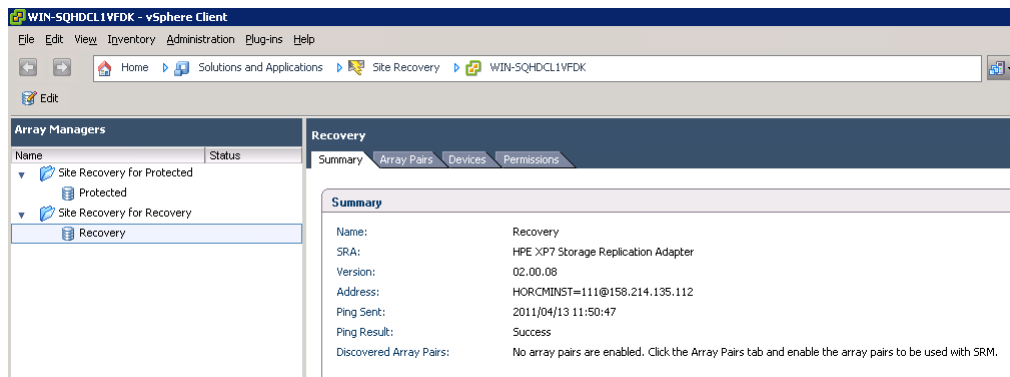 WIN-SQHDCL1VFDK - vSphere Client
File Edit View Inventory Administration Plug-ins Help
Home Solutions and Applications Site Recovery WIN-SQHDCL1VFDK
Edit
Array Managers
Name Status
Site Recovery for Protected
Protected
Site Recovery for Recovery
Recovery
Recovery
Summary Array Pairs Devices Permissions
Summary
Name: Recovery
SRA: HPE XP7 Storage Replication Adapter
Version: 02.00.08
Address: HORCMINST=111@158.214.135.112
Ping Sent: 2011/04/13 11:50:47
Ping Result: Success
Discovered Array Pairs: No array pairs are enabled. Click the Array Pairs tab and enable the array pairs to be used with SRM.